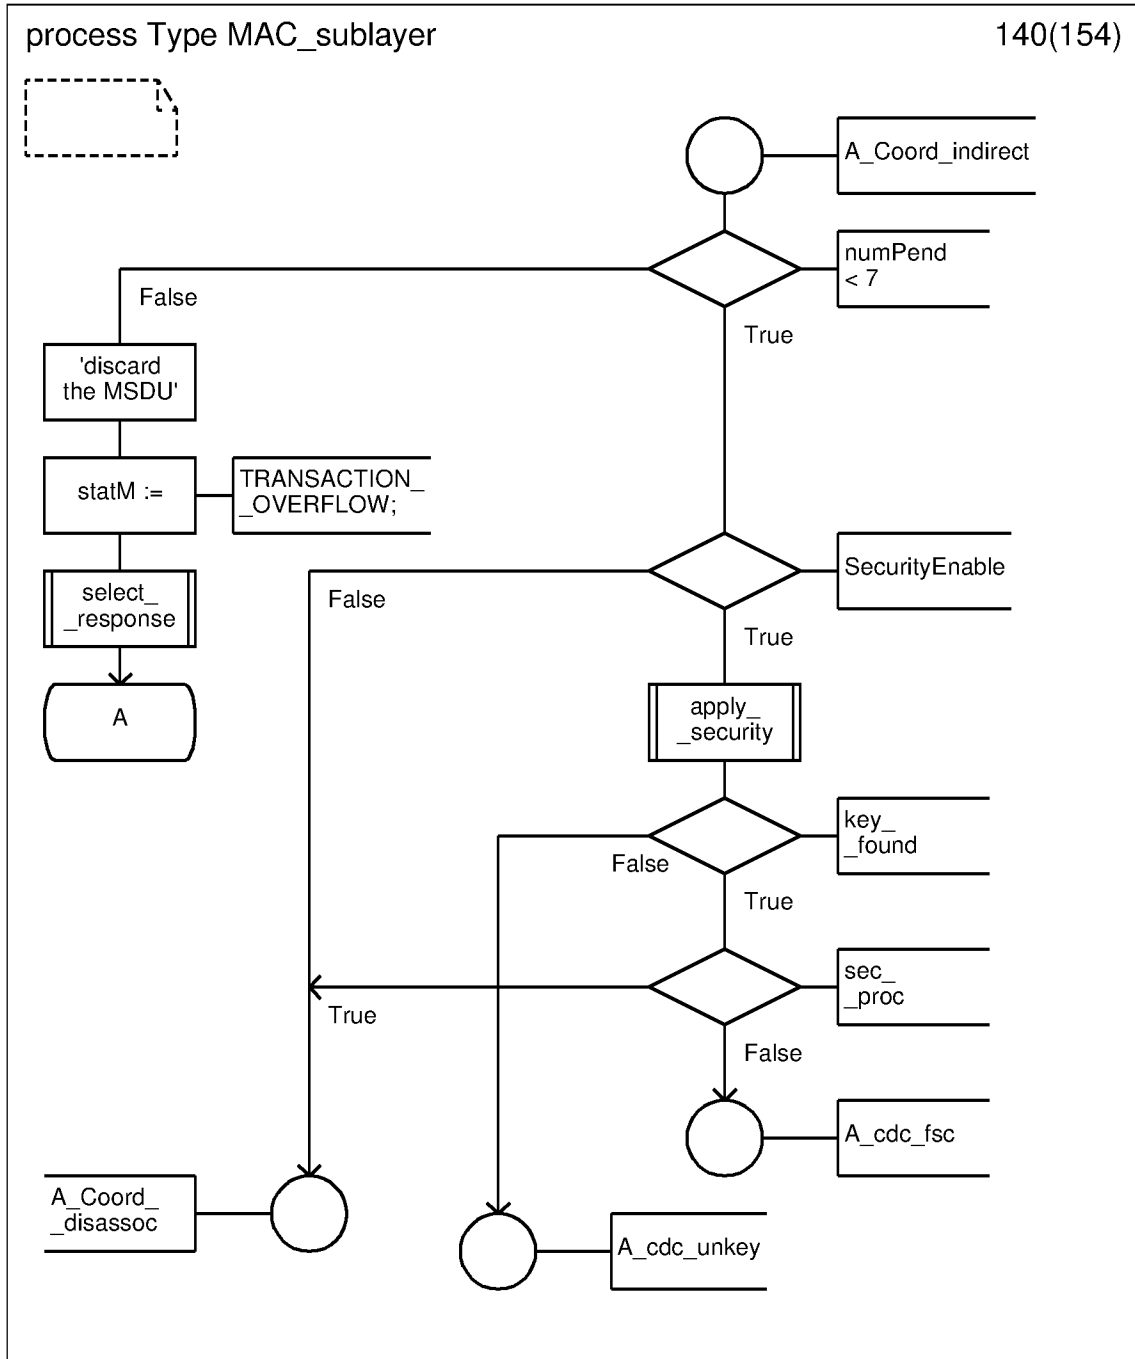 process Type MAC_sublayer
140(154)
A_Coord_indirect
numPend
< 7
False
True
'discard
the MSDU'
statM :=
TRANSACTION_
_OVERFLOW;
SecurityEnable
select_
_response
False
True
A
apply_
_security
key_
_found
False
True
sec_
_proc
True
False
A_cdc_fsc
A_Coord_
_disassoc
A_cdc_unkey